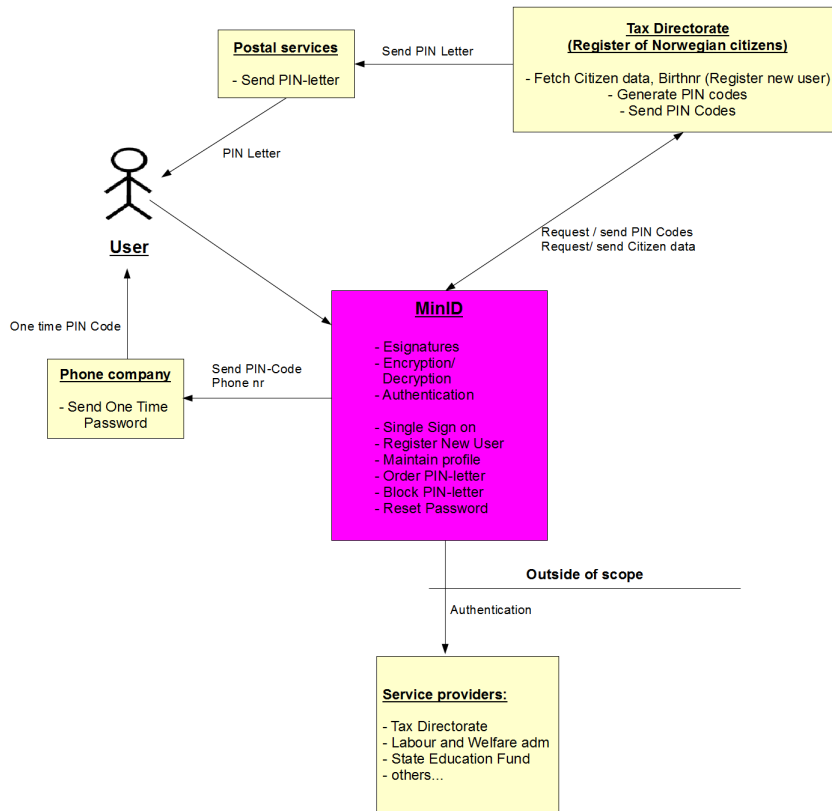 Tax Directorate
(Register of Norwegian citizens)
- Fetch Citizen data, Birthnr (Register new user)
- Generate PIN codes
- Send PIN Codes
Send PIN Letter
Postal services
- Send PIN-letter
PIN Letter
User
Request / send PIN Codes
Request/ send Citizen data
One time PIN Code
Phone company
- Send One Time
Password
Send PIN-Code
Phone nr
MinID
- Esignatures
- Encryption/
Decryption
- Authentication
- Single Sign on
- Register New User
- Maintain profile
- Order PIN-letter
- Block PIN-letter
- Reset Password
Outside of scope
Authentication
Service providers:
- Tax Directorate
- Labour and Welfare adm
- State Education Fund
- others...